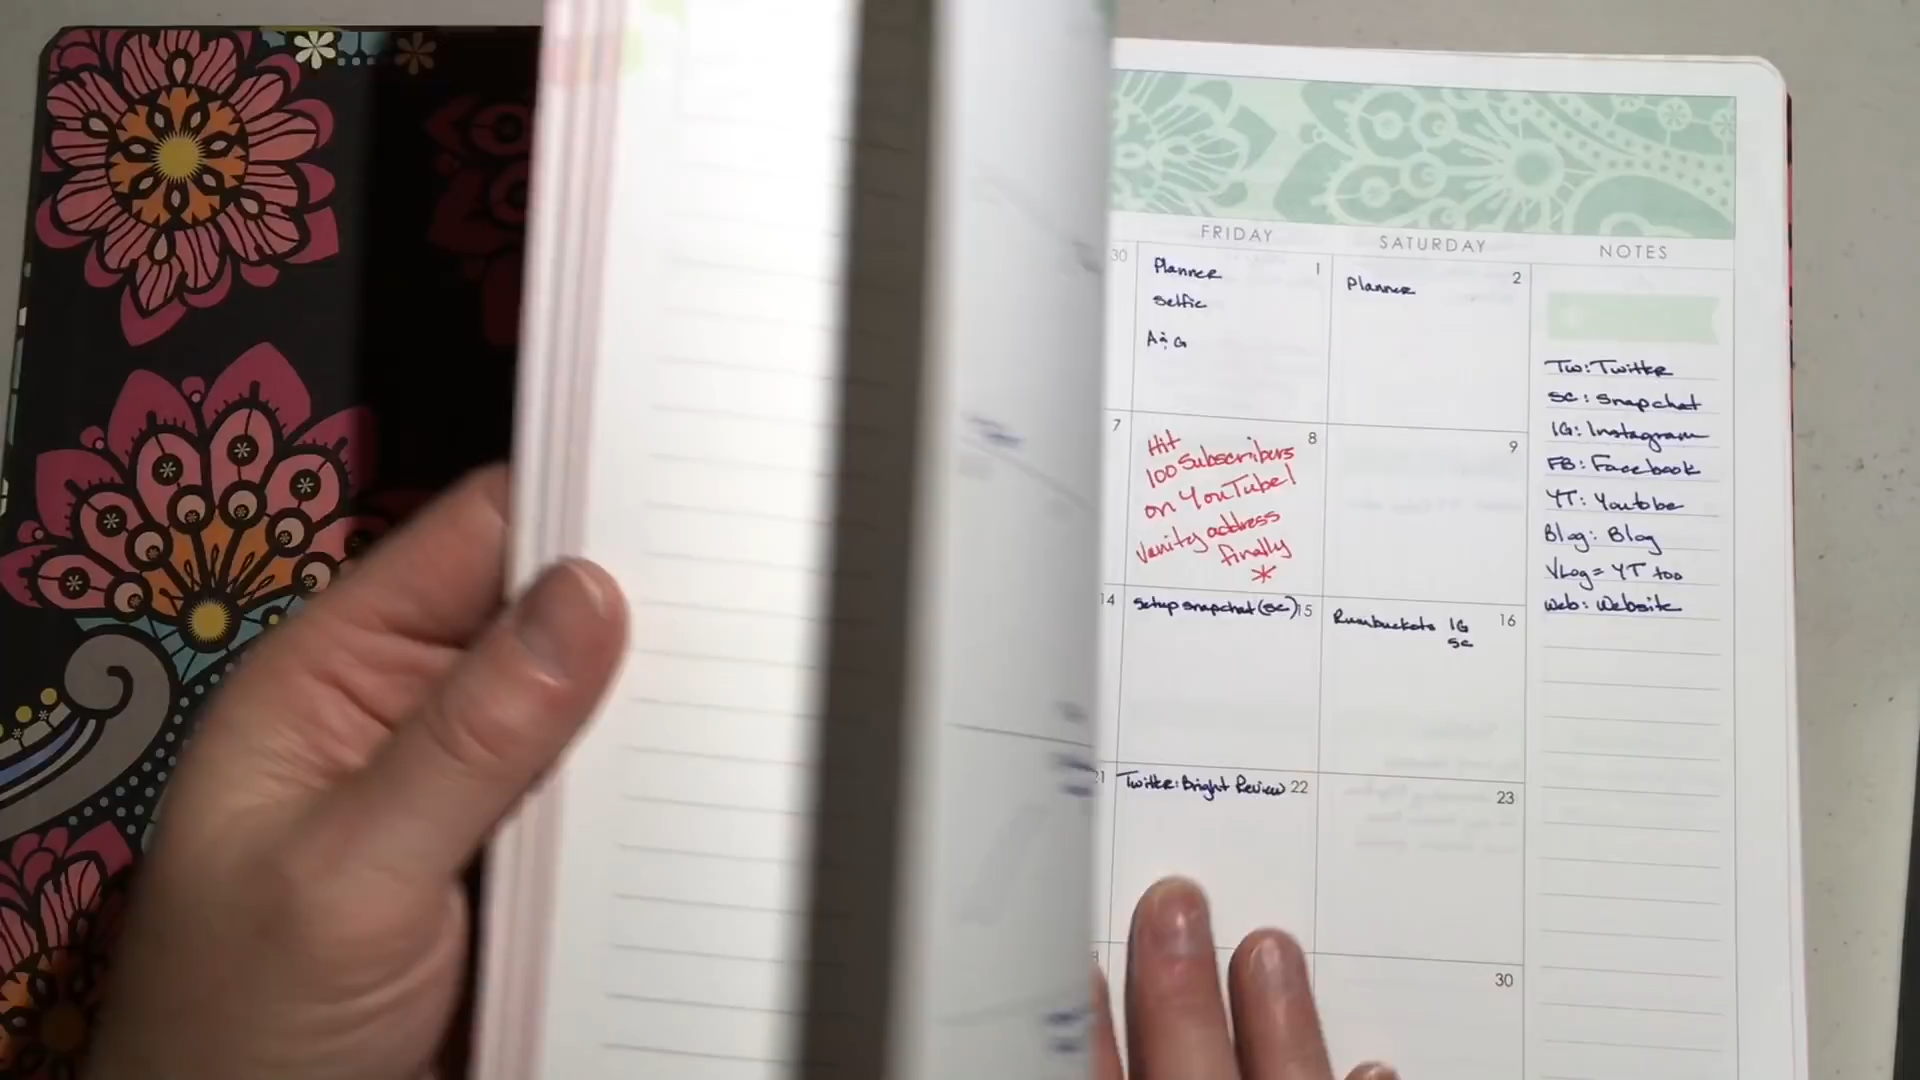 FRIDAY
SATURDAY
NOTES
30
1
Planner
Selfie
A & G
2
Planner
7
8
Hit
100 Subscribers
on YouTube!
Vanity address
finally
*
9
14
Setup snapchat (SC) 15
Rumbuckets IG 16
SC
21
Twitter: Bright Review 22
23
30
Tw: Twitter
SC: Snapchat
IG: Instagram
FB: Facebook
YT: Youtube
Blog: Blog
VLog = YT too
Web: Website